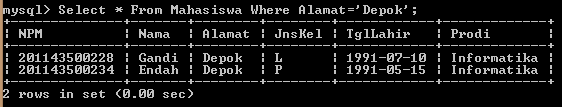 mysql> Select * From Mahasiswa Where Alamat='Depok';
+--------------+-------+--------+--------+------------+-------------+
| NPM          | Nama  | Alamat | JnsKel | TglLahir   | Prodi       |
+--------------+-------+--------+--------+------------+-------------+
| 201143500228 | Gandi | Depok  | L      | 1991-07-10 | Informatika |
| 201143500234 | Endah | Depok  | P      | 1991-05-15 | Informatika |
+--------------+-------+--------+--------+------------+-------------+
2 rows in set (0.00 sec)